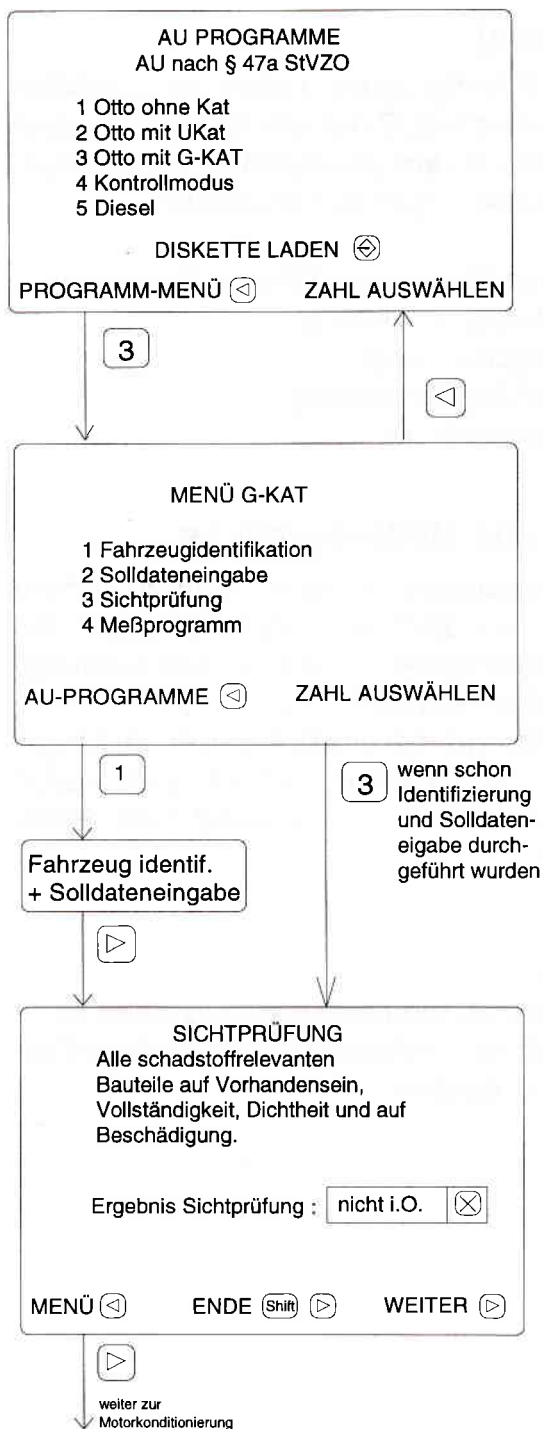 AU PROGRAMME
AU nach § 47a StVZO
1 Otto ohne Kat
2 Otto mit UKat
3 Otto mit G-KAT
4 Kontrollmodus
5 Diesel
DISKETTE LADEN
PROGRAMM-MENÜ ZAHL AUSWÄHLEN
3
MENÜ G-KAT
1 Fahrzeugidentifikation
2 Solldateneingabe
3 Sichtprüfung
4 Meßprogramm
AU-PROGRAMME ZAHL AUSWÄHLEN
1
3
wenn schon
Identifizierung
und Solldaten-
eigabe durch-
geführt wurden
Fahrzeug identif.
+ Solldateneingabe
SICHTPRÜFUNG
Alle schadstoffrelevanten
Bauteile auf Vorhandensein,
Vollständigkeit, Dichtheit und auf
Beschädigung.
Ergebnis Sichtprüfung : nicht i.O.
MENÜ ENDE Shift WEITER
weiter zur
Motorkonditionierung